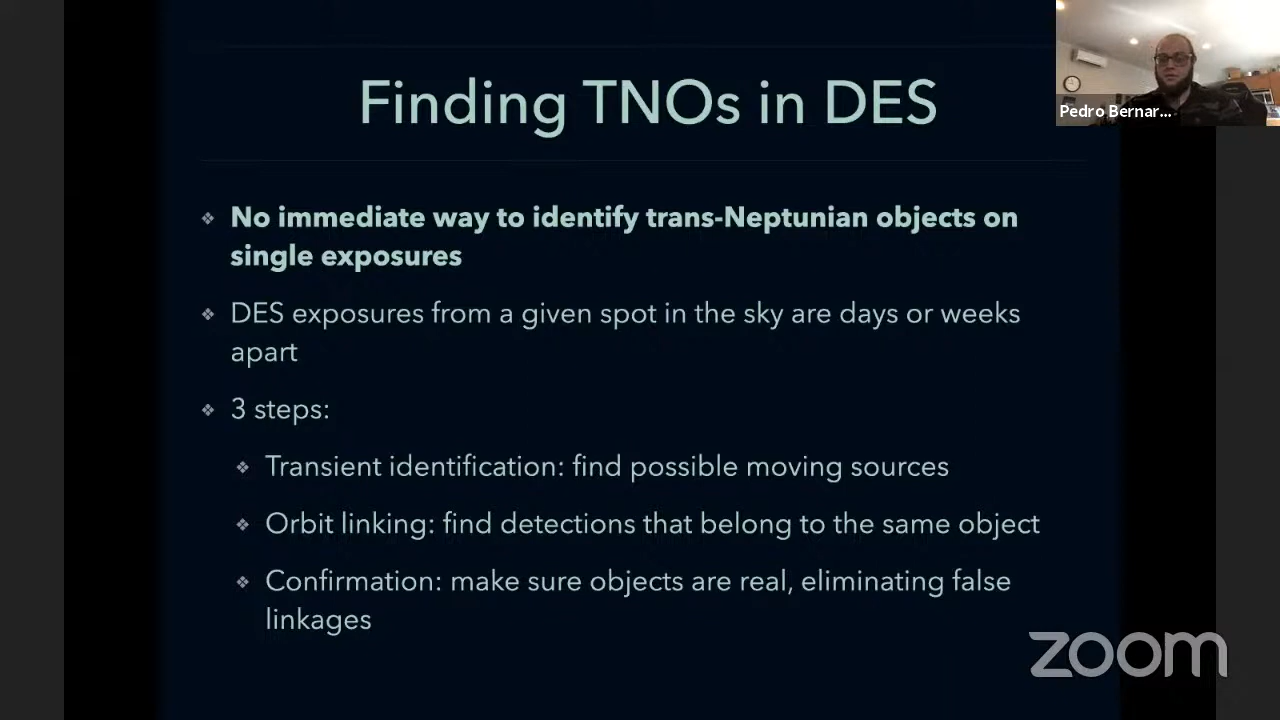 Finding TNOs in DES
Pedro Bernar...
❖ No immediate way to identify trans-Neptunian objects on
single exposures
❖ DES exposures from a given spot in the sky are days or weeks
apart
❖ 3 steps:
❖ Transient identification: find possible moving sources
❖ Orbit linking: find detections that belong to the same object
❖ Confirmation: make sure objects are real, eliminating false
linkages
zoom